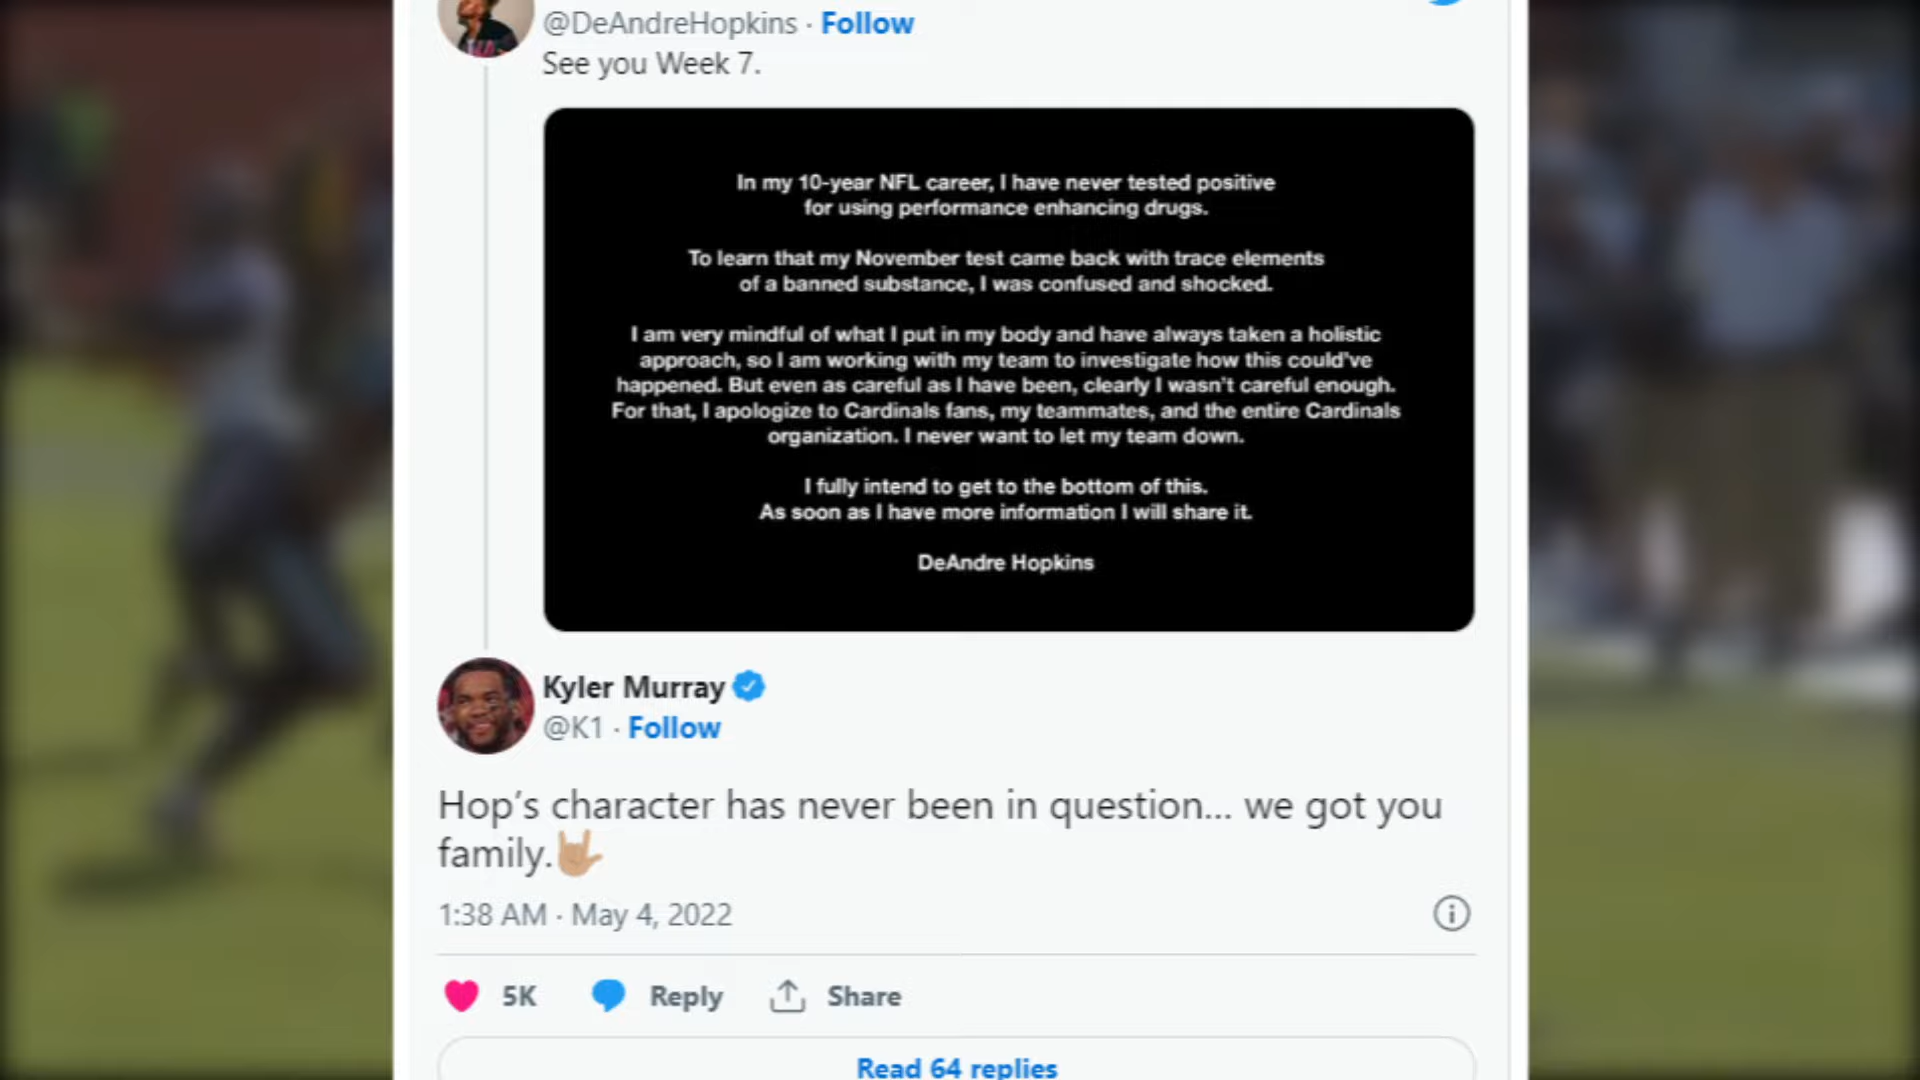 @DeAndreHopkins · Follow
See you Week 7.
In my 10-year NFL career, I have never tested positive
for using performance enhancing drugs.
To learn that my November test came back with trace elements
of a banned substance, I was confused and shocked.
I am very mindful of what I put in my body and have always taken a holistic
approach, so I am working with my team to investigate how this could've
happened. But even as careful as I have been, clearly I wasn't careful enough.
For that, I apologize to Cardinals fans, my teammates, and the entire Cardinals
organization. I never want to let my team down.
I fully intend to get to the bottom of this.
As soon as I have more information I will share it.
DeAndre Hopkins
Kyler Murray
@K1 · Follow
Hop's character has never been in question... we got you
family.🤟🏼
1:38 AM · May 4, 2022
5K Reply Share
Read 64 replies